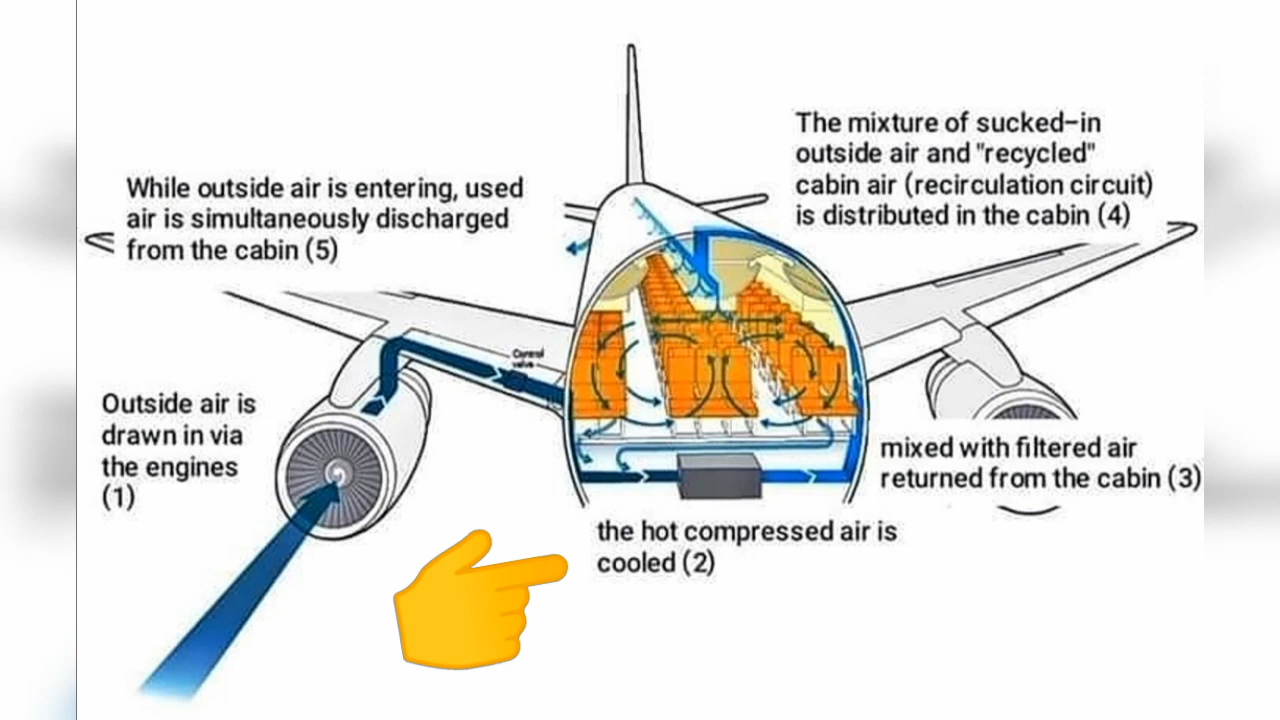 The mixture of sucked-in
outside air and "recycled"
cabin air (recirculation circuit)
is distributed in the cabin (4)
While outside air is entering, used
air is simultaneously discharged
from the cabin (5)
Control
valve
Outside air is
drawn in via
the engines
(1)
mixed with filtered air
returned from the cabin (3)
the hot compressed air is
cooled (2)